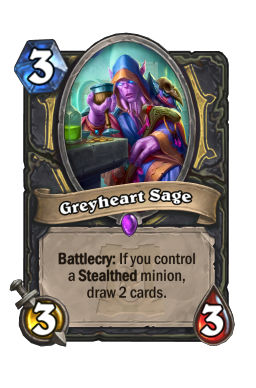 3
Greyheart Sage
Battlecry: If you control
a Stealthed minion,
draw 2 cards.
3 3